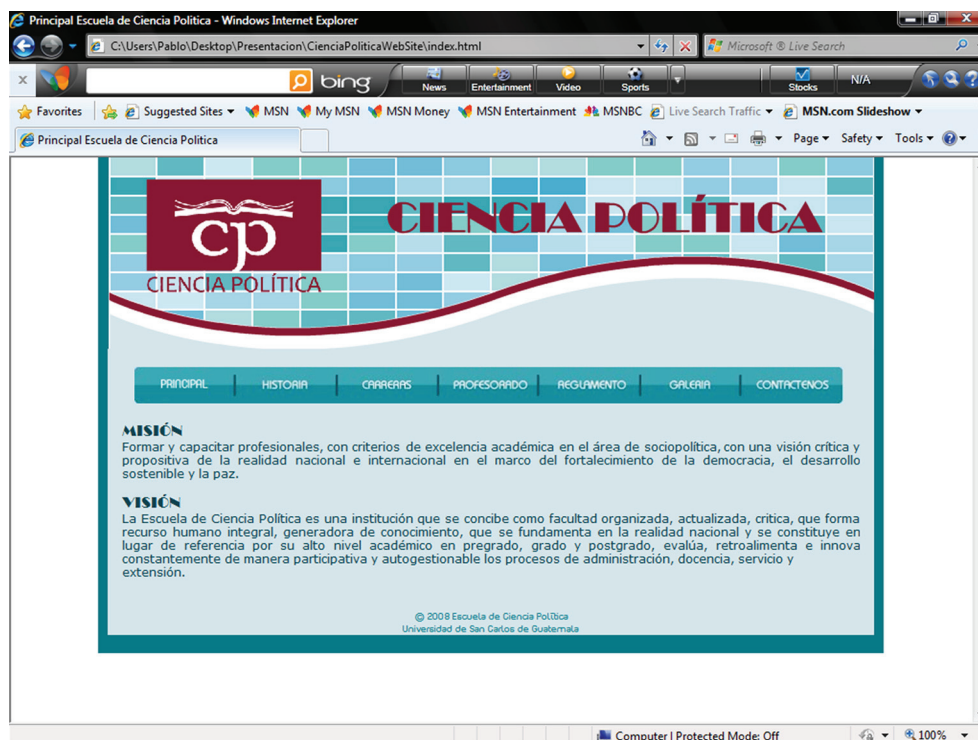 Principal Escuela de Ciencia Politica - Windows Internet Explorer
C:\Users\Pablo\Desktop\Presentacion\CienciaPoliticaWebSite\index.html
Microsoft ® Live Search
x
bing
News
Entertainment
Video
Sports
Stocks
N/A
Favorites
Suggested Sites
MSN
My MSN
MSN Money
MSN Entertainment
MSNBC
Live Search Traffic
MSN.com Slideshow
Principal Escuela de Ciencia Politica
Page
Safety
Tools
cp
CIENCIA POLÍTICA
CIENCIA POLÍTICA
PRINCIPAL
HISTORIA
CARRERAS
PROFESORADO
REGLAMENTO
GALERIA
CONTACTENOS
MISIÓN
Formar y capacitar profesionales, con criterios de excelencia académica en el área de sociopolítica, con una visión crítica y
propositiva de la realidad nacional e internacional en el marco del fortalecimiento de la democracia, el desarrollo
sostenible y la paz.
VISIÓN
La Escuela de Ciencia Política es una institución que se concibe como facultad organizada, actualizada, critica, que forma
recurso humano integral, generadora de conocimiento, que se fundamenta en la realidad nacional y se constituye en
lugar de referencia por su alto nivel académico en pregrado, grado y postgrado, evalúa, retroalimenta e innova
constantemente de manera participativa y autogestionable los procesos de administración, docencia, servicio y
extensión.
© 2008 Escuela de Ciencia Política
Universidad de San Carlos de Guatemala
Computer | Protected Mode: Off
100%